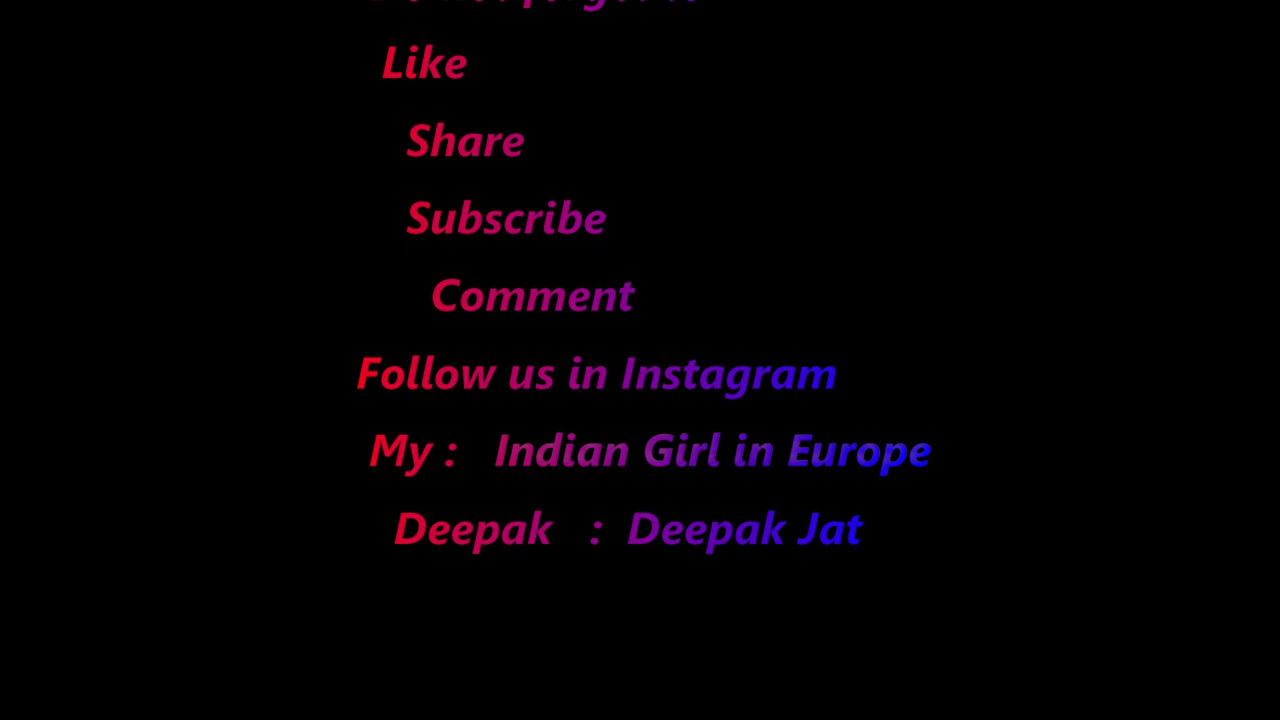 Like
Share
Subscribe
Comment
Follow us in Instagram
My : Indian Girl in Europe
Deepak : Deepak Jat